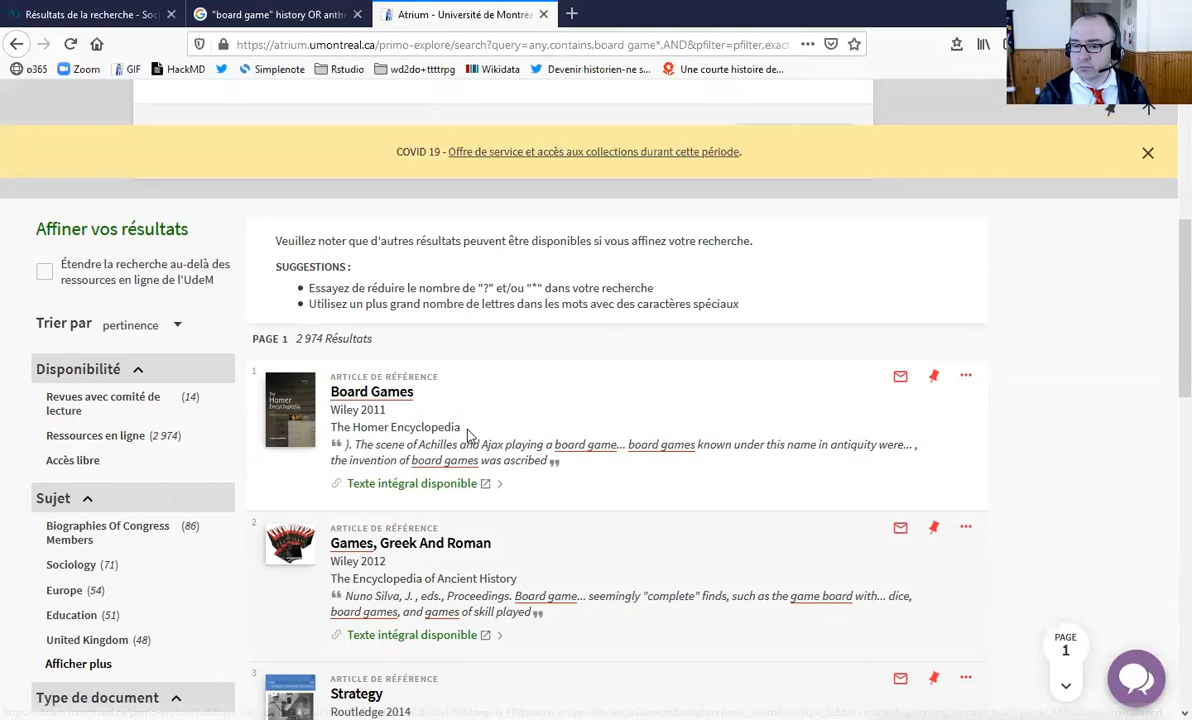 Résultats de la recherche - Soci
"board game" history OR anthr
Atrium - Université de Montréa
https://atrium.umontreal.ca/primo-explore/search?query=any,contains,board game*,AND&pfilter=pfilter,exact
o365
Zoom
GIF
HackMD
Simplenote
Rstudio
wd2do+ttttrpg
Wikidata
Devenir historien-ne s...
Une courte histoire de...
COVID 19 - Offre de service et accès aux collections durant cette période.
Affiner vos résultats
Étendre la recherche au-delà des
ressources en ligne de l'UdeM
Trier par pertinence
Disponibilité
Revues avec comité de
lecture (14)
Ressources en ligne (2 974)
Accès libre
Sujet
Biographies Of Congress
Members (86)
Sociology (71)
Europe (54)
Education (51)
United Kingdom (48)
Afficher plus
Type de document
Veuillez noter que d'autres résultats peuvent être disponibles si vous affinez votre recherche.
SUGGESTIONS :
Essayez de réduire le nombre de "?" et/ou "*" dans votre recherche
Utilisez un plus grand nombre de lettres dans les mots avec des caractères spéciaux
PAGE 1 2 974 Résultats
1
ARTICLE DE RÉFÉRENCE
Board Games
Wiley 2011
The Homer Encyclopedia
). The scene of Achilles and Ajax playing a board game... board games known under this name in antiquity were... ,
the invention of board games was ascribed
Texte intégral disponible
2
ARTICLE DE RÉFÉRENCE
Games, Greek And Roman
Wiley 2012
The Encyclopedia of Ancient History
Nuno Silva, J. , eds., Proceedings. Board game... seemingly "complete" finds, such as the game board with... dice,
board games, and games of skill played
Texte intégral disponible
3
ARTICLE DE RÉFÉRENCE
Strategy
Routledge 2014
PAGE
1